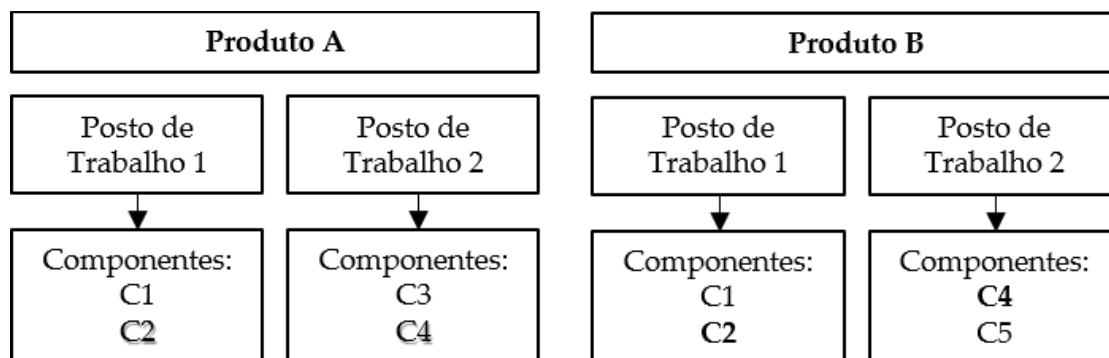 Produto A
Posto de
Trabalho 1
Componentes:
C1
C2
Posto de
Trabalho 2
Componentes:
C3
C4
Produto B
Posto de
Trabalho 1
Componentes:
C1
C2
Posto de
Trabalho 2
Componentes:
C4
C5